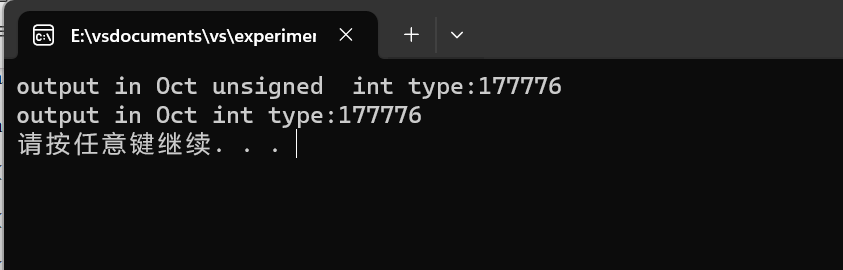 E:\vsdocuments\vs\experimer
output in Oct unsigned  int type:177776
output in Oct int type:177776
请按任意键继续. . .